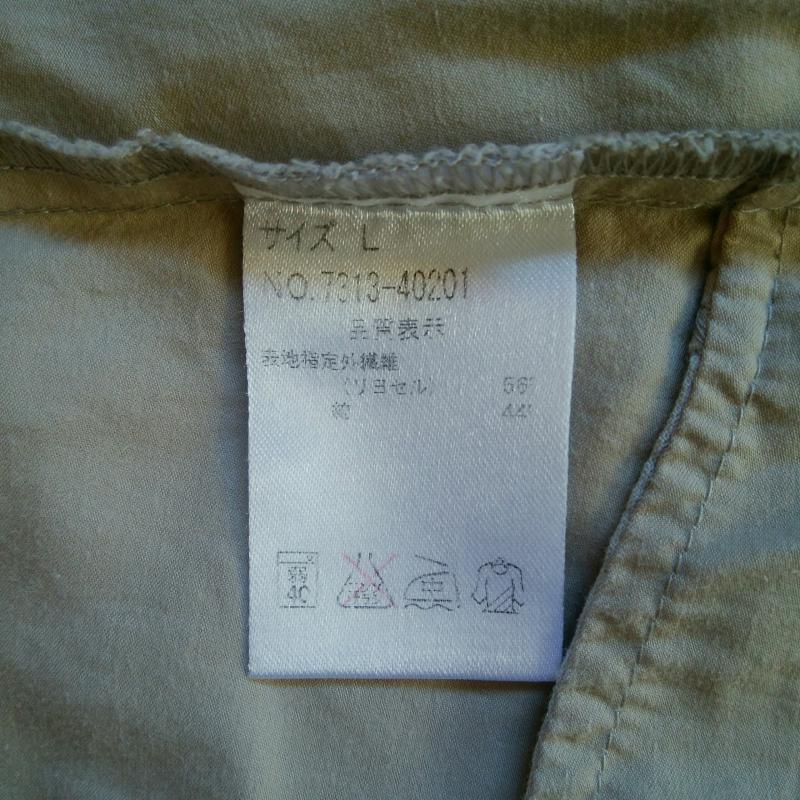 サイズ L
NO.7313-40201
品質表示
表地指定外繊維
(リヨセル) 56%
綿 44%
弱
40
中